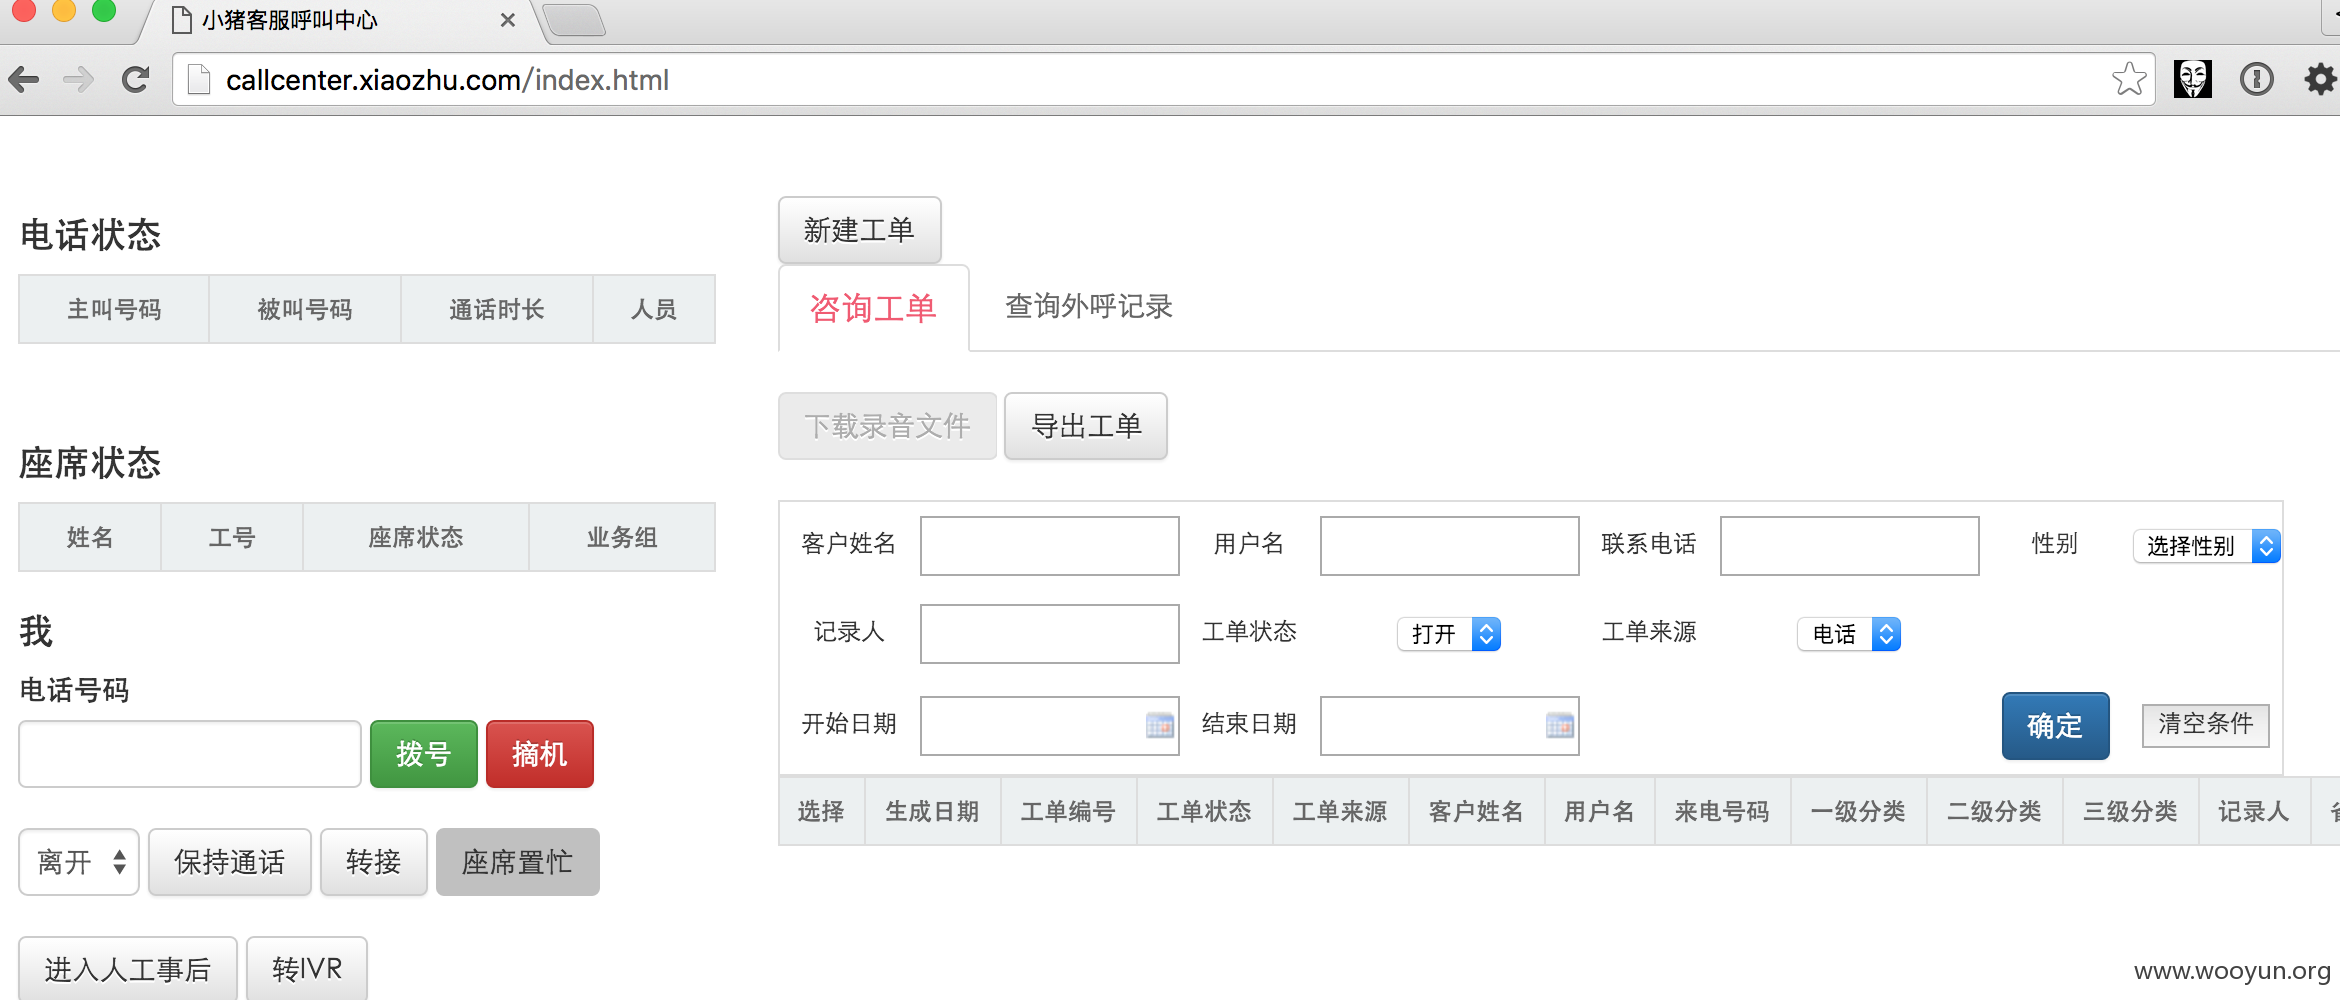 小猪客服呼叫中心
callcenter.xiaozhu.com/index.html
电话状态
主叫号码 被叫号码 通话时长 人员
座席状态
姓名 工号 座席状态 业务组
我
电话号码
拨号 摘机
离开 保持通话 转接 座席置忙
进入人工事后 转IVR
新建工单
咨询工单 查询外呼记录
下载录音文件 导出工单
客户姓名 用户名 联系电话 性别 选择性别
记录人 工单状态 打开 工单来源 电话
开始日期 结束日期 确定 清空条件
选择 生成日期 工单编号 工单状态 工单来源 客户姓名 用户名 来电号码 一级分类 二级分类 三级分类 记录人
www.wooyun.org